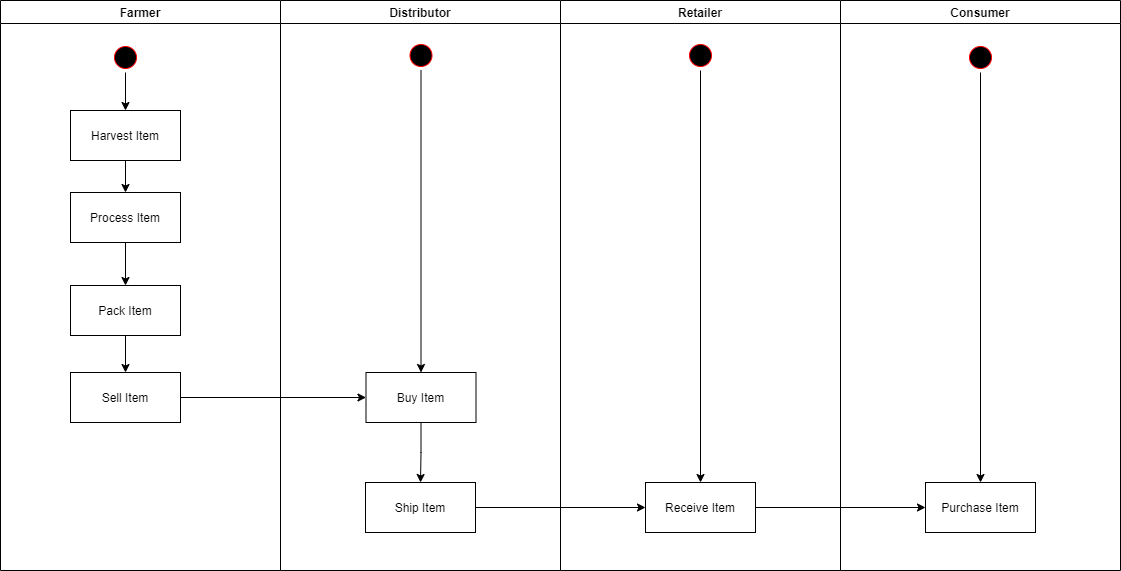 Farmer
Distributor
Retailer
Consumer
Harvest Item
Process Item
Pack Item
Sell Item
Buy Item
Ship Item
Receive Item
Purchase Item